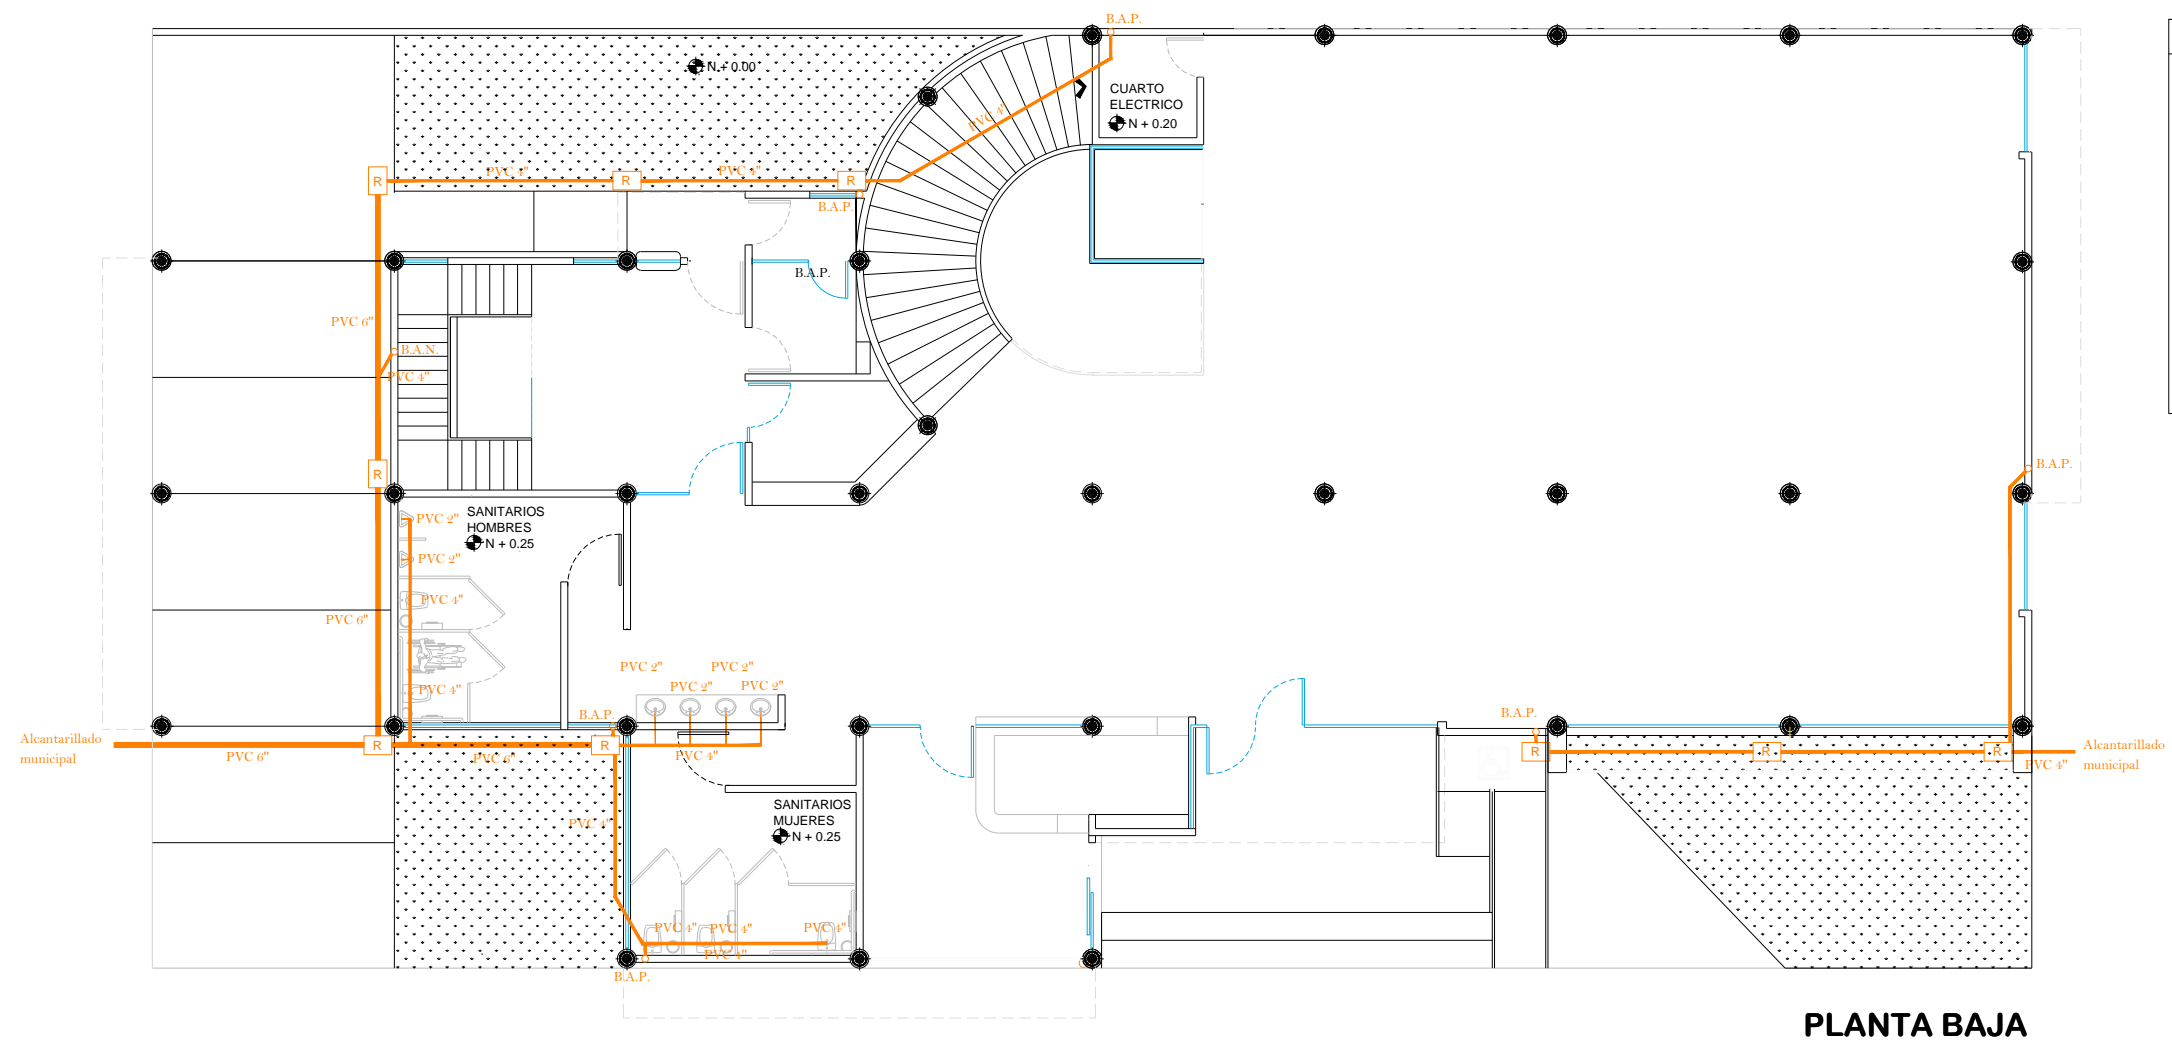 B.A.P.
N.+ 0.00
CUARTO
ELECTRICO
N + 0.20
PVC 4"
PVC 4"
PVC 4"
R
R
R
B.A.P.
B.A.P.
PVC 6"
B.A.N.
PVC 4"
R
B.A.P.
SANITARIOS
HOMBRES
N + 0.25
PVC 2"
PVC 2"
PVC 4"
PVC 6"
PVC 2"
PVC 2"
PVC 2"
PVC 2"
PVC 4"
B.A.P.
B.A.P.
Alcantarillado
municipal
PVC 6"
R
PVC 6"
R
PVC 4"
R
R
R
PVC 4"
Alcantarillado
municipal
SANITARIOS
MUJERES
N + 0.25
PVC 4"
PVC 4"
PVC 4"
PVC 4"
PVC 4"
B.A.P.
PLANTA BAJA